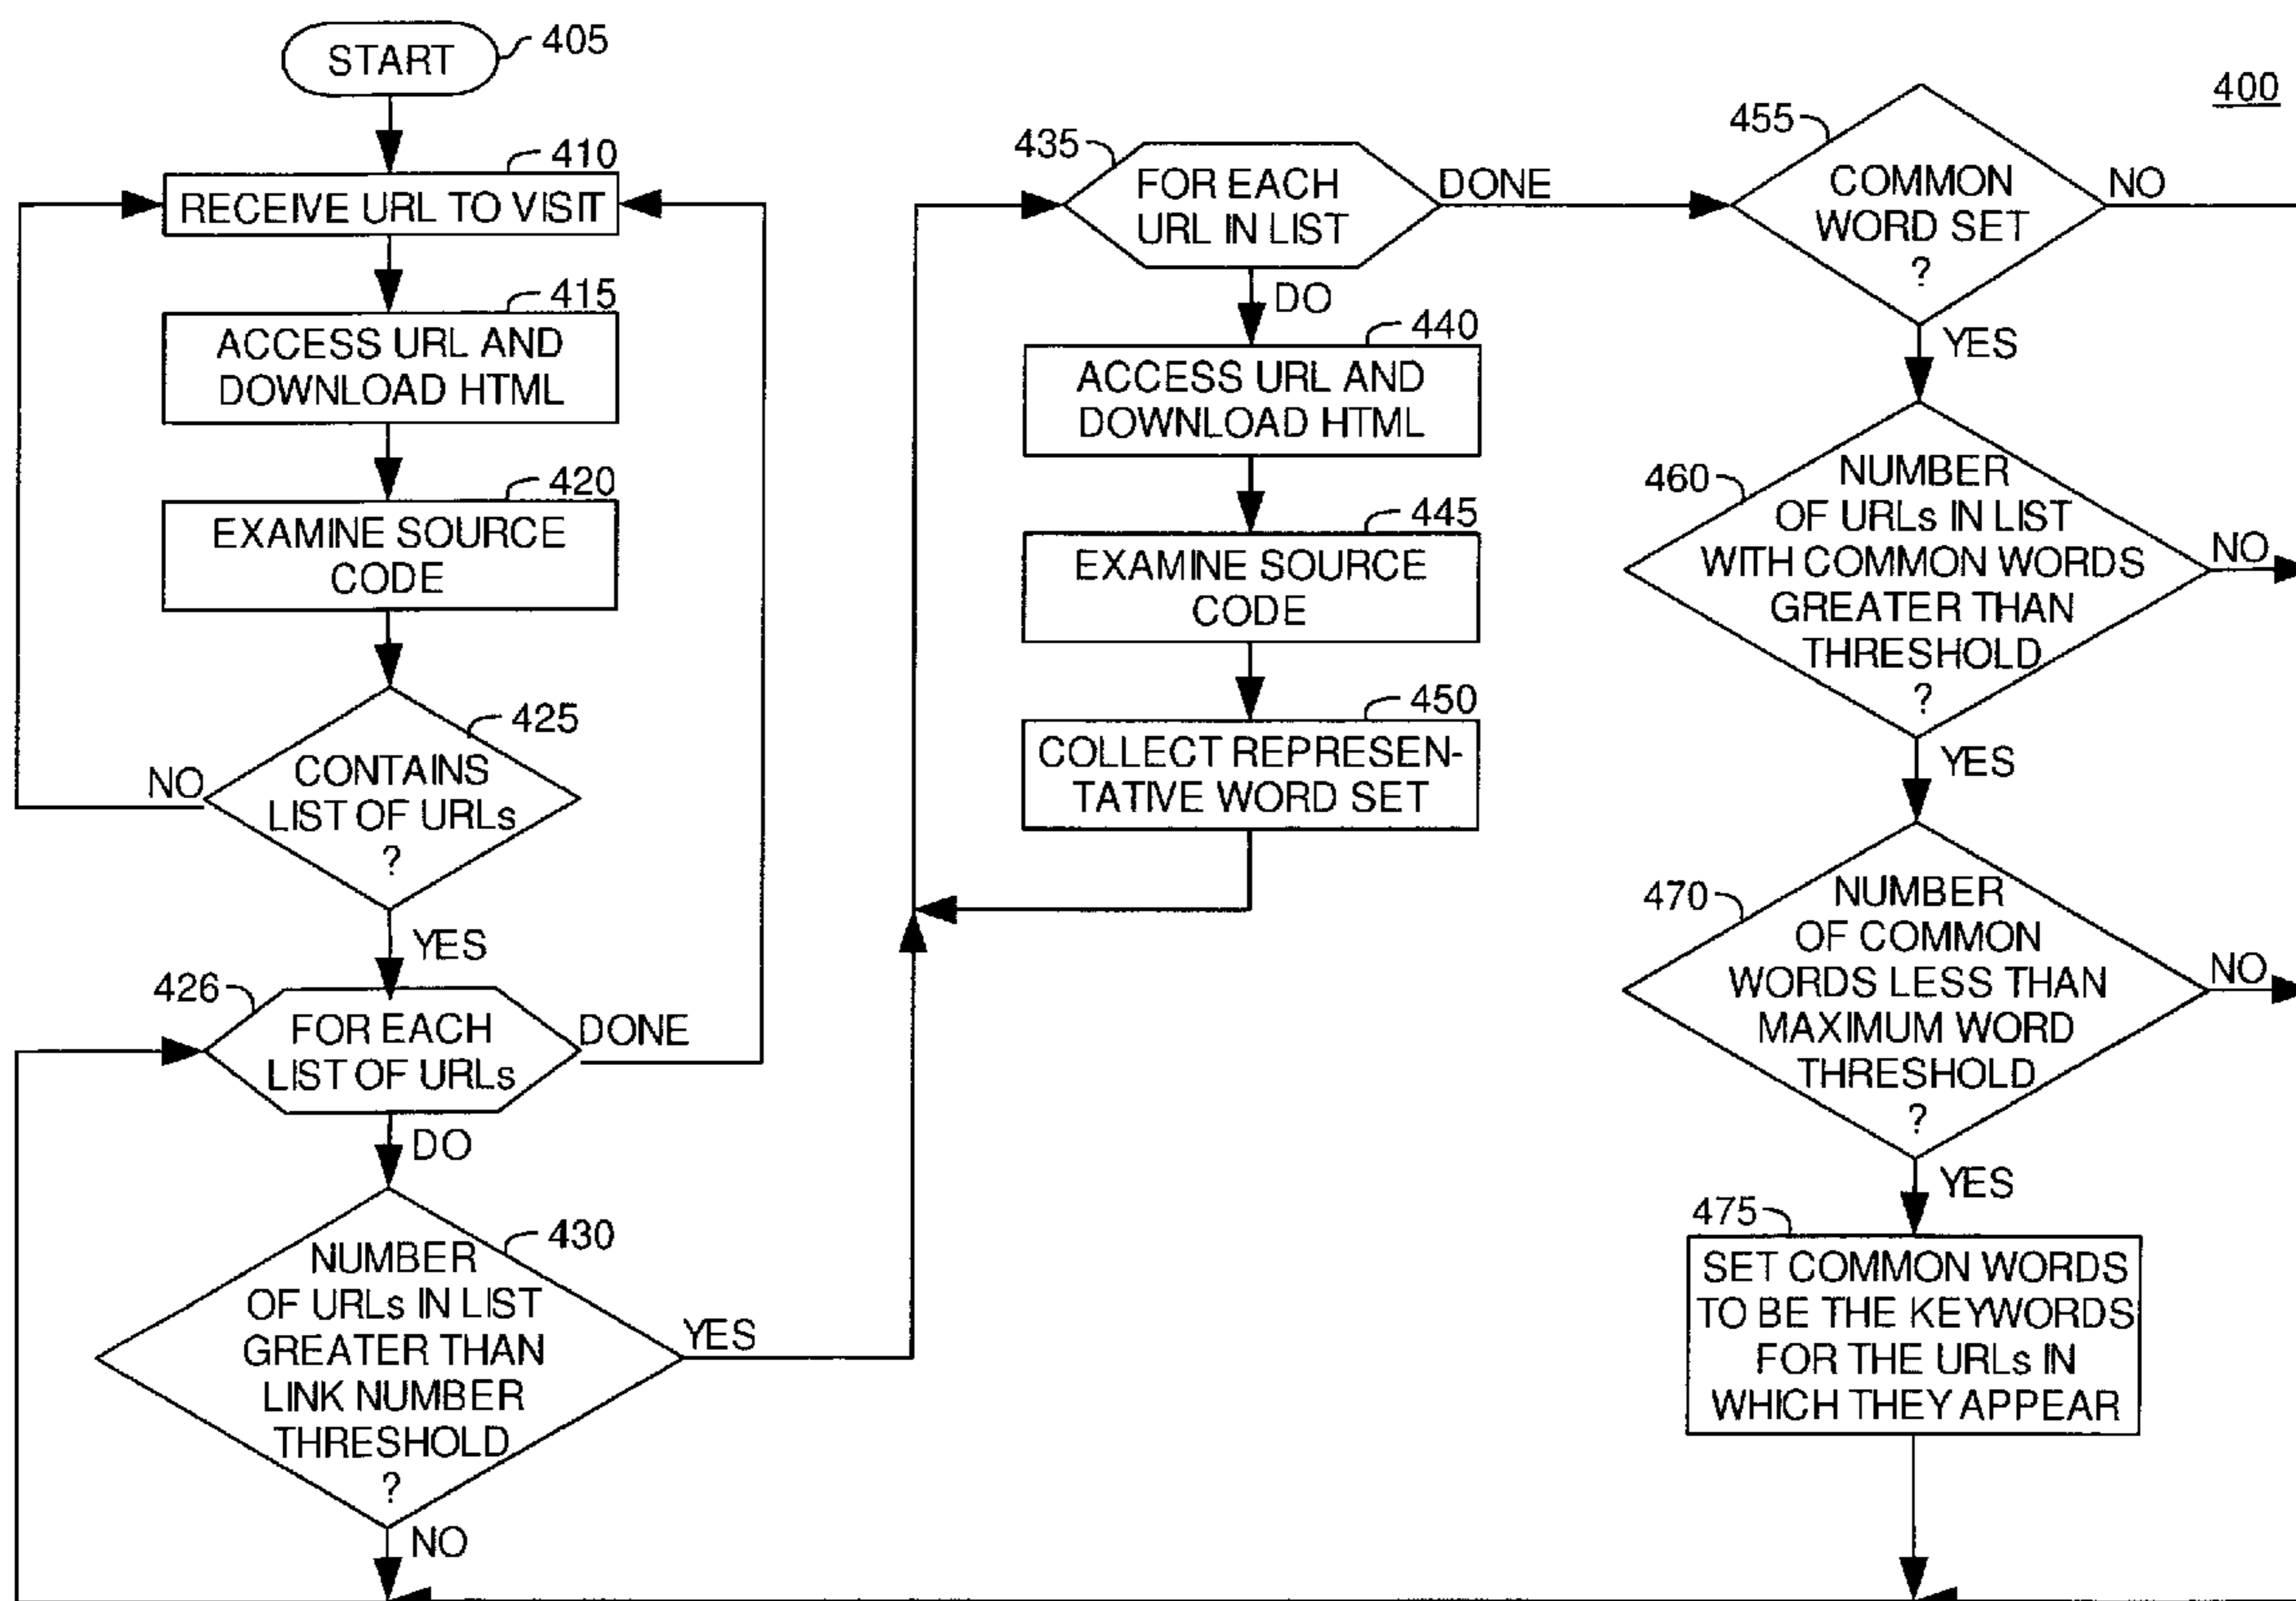 START
405
410
RECEIVE URL TO VISIT
415
ACCESS URL AND
DOWNLOAD HTML
420
EXAMINE SOURCE
CODE
425
CONTAINS
LIST OF URLs
?
NO
YES
426
FOR EACH
LIST OF URLs
DONE
DO
430
NUMBER
OF URLs IN LIST
GREATER THAN
LINK NUMBER
THRESHOLD
?
YES
NO
435
FOR EACH
URL IN LIST
DONE
DO
440
ACCESS URL AND
DOWNLOAD HTML
445
EXAMINE SOURCE
CODE
450
COLLECT REPRESEN-
TATIVE WORD SET
400
455
COMMON
WORD SET
?
NO
YES
460
NUMBER
OF URLs IN LIST
WITH COMMON WORDS
GREATER THAN
THRESHOLD
?
NO
YES
470
NUMBER
OF COMMON
WORDS LESS THAN
MAXIMUM WORD
THRESHOLD
?
NO
YES
475
SET COMMON WORDS
TO BE THE KEYWORDS
FOR THE URLs IN
WHICH THEY APPEAR